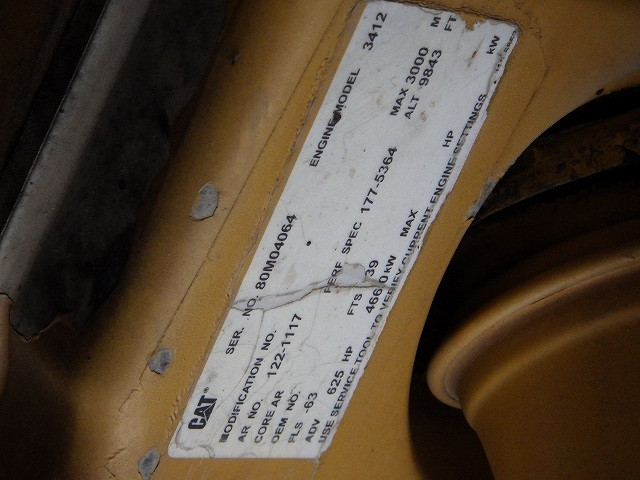 CAT®
SER. NO. 80M04064 ENGINE MODEL 3412
MODIFICATION NO.
AR NO. 122-1117 PERF SPEC 177-5364 MAX 3000 M
CORE AR ALT 9843 FT
OEM NO.
FLS -63 FTS 39
ADV 625 HP 466.0 kW MAX HP kW
USE SERVICE TOOL TO VERIFY CURRENT ENGINE SETTINGS